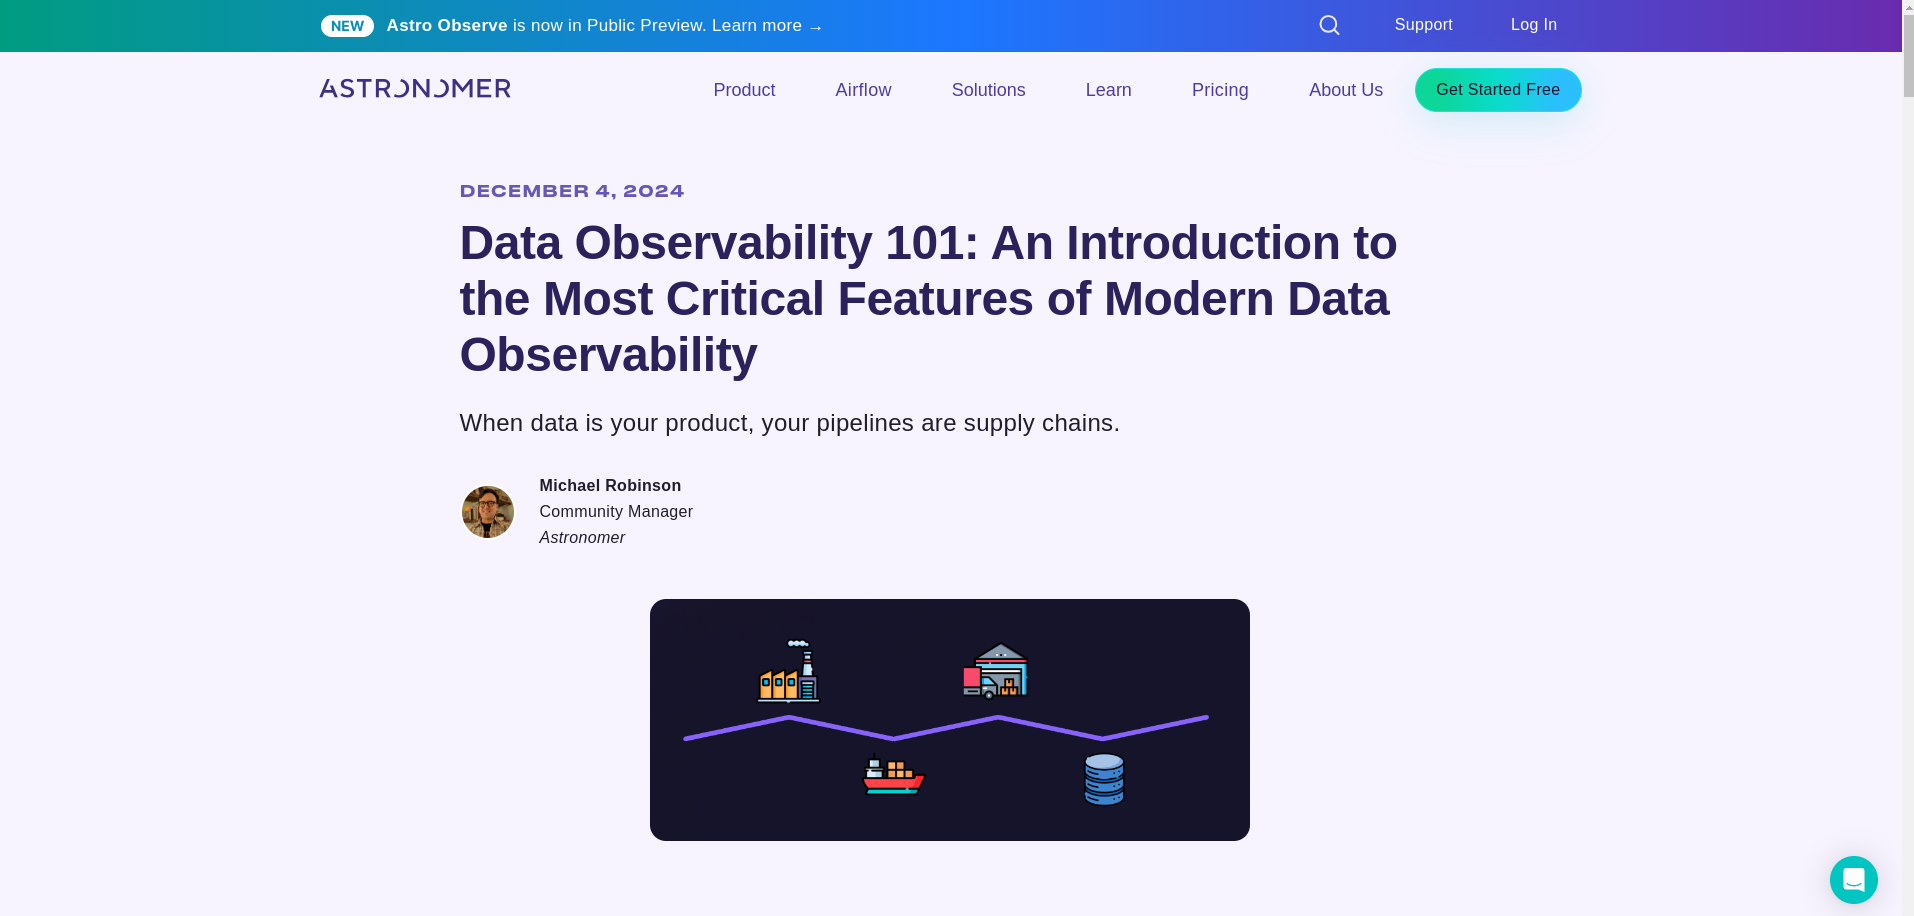 NEW Astro Observe is now in Public Preview. Learn more →
Support
Log In
ASTRONOMER
Product
Airflow
Solutions
Learn
Pricing
About Us
Get Started Free
DECEMBER 4, 2024
Data Observability 101: An Introduction to
the Most Critical Features of Modern Data
Observability
When data is your product, your pipelines are supply chains.
Michael Robinson
Community Manager
Astronomer